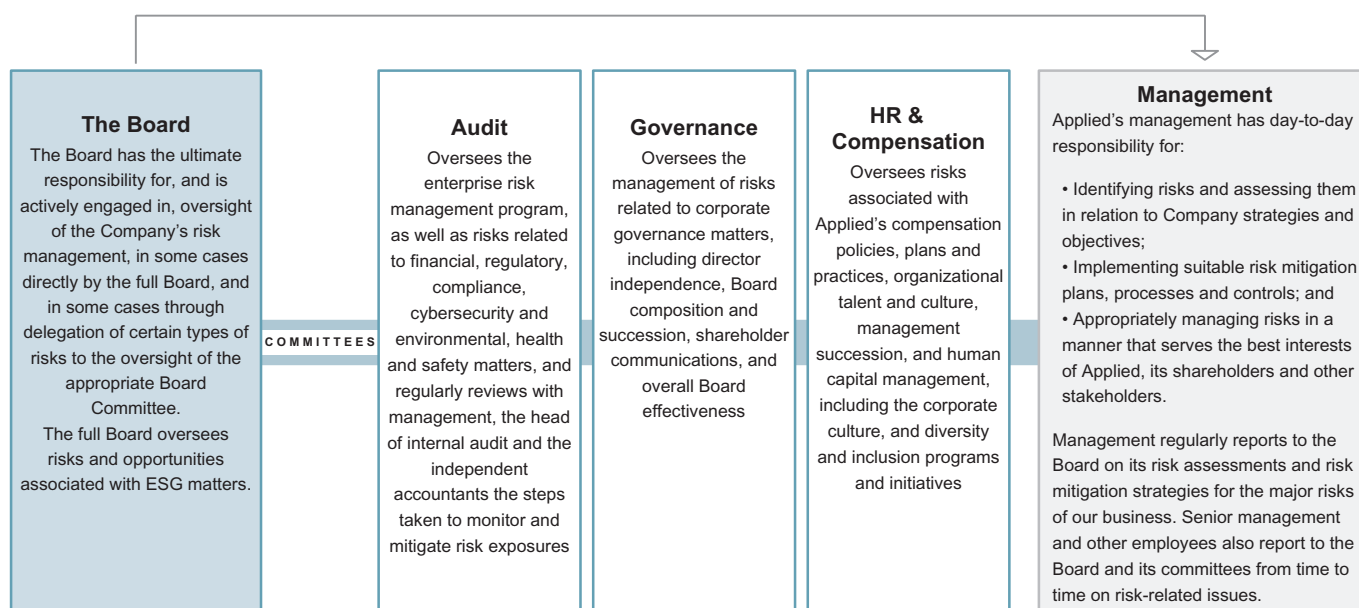 The Board
The Board has the ultimate
responsibility for, and is
actively engaged in, oversight
of the Company's risk
management, in some cases
directly by the full Board, and
in some cases through
delegation of certain types of
risks to the oversight of the
appropriate Board
Committee.
The full Board oversees
risks and opportunities
associated with ESG matters.
COMMITTEES
Audit
Oversees the
enterprise risk
management program,
as well as risks related
to financial, regulatory,
compliance,
cybersecurity and
environmental, health
and safety matters, and
regularly reviews with
management, the head
of internal audit and the
independent
accountants the steps
taken to monitor and
mitigate risk exposures
Governance
Oversees the
management of risks
related to corporate
governance matters,
including director
independence, Board
composition and
succession, shareholder
communications, and
overall Board
effectiveness
HR &
Compensation
Oversees risks
associated with
Applied's compensation
policies, plans and
practices, organizational
talent and culture,
management
succession, and human
capital management,
including the corporate
culture, and diversity
and inclusion programs
and initiatives
Management
Applied's management has day-to-day
responsibility for:
• Identifying risks and assessing them
in relation to Company strategies and
objectives;
• Implementing suitable risk mitigation
plans, processes and controls; and
• Appropriately managing risks in a
manner that serves the best interests
of Applied, its shareholders and other
stakeholders.
Management regularly reports to the
Board on its risk assessments and risk
mitigation strategies for the major risks
of our business. Senior management
and other employees also report to the
Board and its committees from time to
time on risk-related issues.